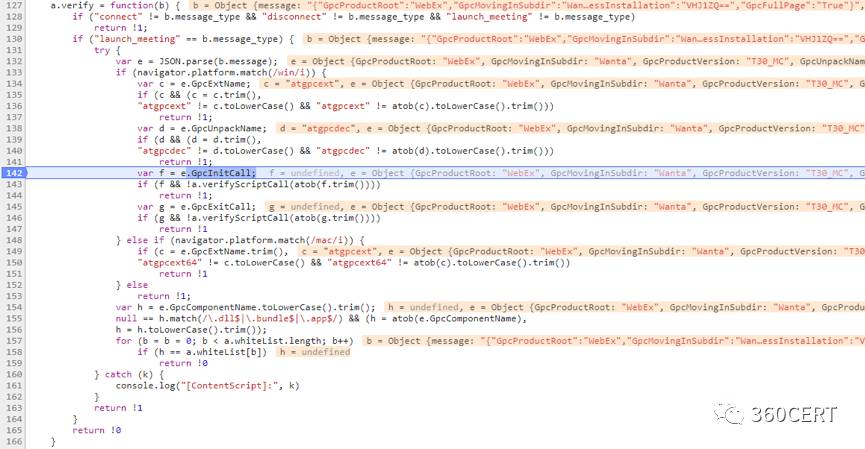 127 a.verify = function(b) { b = Object {message: "{"GpcProductRoot":"WebEx","GpcMovingInSubdir":"Wan…essInstallation":"VHJ1ZQ==","GpcFullPage":"True"}",
128 if ("connect" != b.message_type && "disconnect" != b.message_type && "launch_meeting" != b.message_type)
129 return !1;
130 if ("launch_meeting" == b.message_type) { b = Object {message: "{"GpcProductRoot":"WebEx","GpcMovingInSubdir":"Wan…essInstallation":"VHJ1ZQ==","G
131 try {
132 var e = JSON.parse(b.message); e = Object {GpcProductRoot: "WebEx", GpcMovingInSubdir: "Wanta", GpcProductVersion: "T30_MC", GpcUnpackNam
133 if (navigator.platform.match(/win/i)) {
134 var c = e.GpcExtName; c = "atgpcext", e = Object {GpcProductRoot: "WebEx", GpcMovingInSubdir: "Wanta", GpcProductVersion: "T30_MC", G
135 if (c && (c = c.trim(),
136 "atgpcext" != c.toLowerCase() && "atgpcext" != atob(c).toLowerCase().trim()))
137 return !1;
138 var d = e.GpcUnpackName; d = "atgpcdec", e = Object {GpcProductRoot: "WebEx", GpcMovingInSubdir: "Wanta", GpcProductVersion: "T30_MC"
139 if (d && (d = d.trim(),
140 "atgpcdec" != d.toLowerCase() && "atgpcdec" != atob(d).toLowerCase().trim()))
141 return !1;
142 var f = e.GpcInitCall; f = undefined, e = Object {GpcProductRoot: "WebEx", GpcMovingInSubdir: "Wanta", GpcProductVersion: "T30_MC", G
143 if (f && !a.verifyScriptCall(atob(f.trim())))
144 return !1;
145 var g = e.GpcExitCall; g = undefined, e = Object {GpcProductRoot: "WebEx", GpcMovingInSubdir: "Wanta", GpcProductVersion: "T30_MC", G
146 if (g && !a.verifyScriptCall(atob(g.trim())))
147 return !1
148 } else if (navigator.platform.match(/mac/i)) {
149 if (c = e.GpcExtName.trim(), c = "atgpcext", e = Object {GpcProductRoot: "WebEx", GpcMovingInSubdir: "Wanta", GpcProductVersion: "T30
150 "atgpcext64" != c.toLowerCase() && "atgpcext64" != atob(c).toLowerCase().trim())
151 return !1
152 } else
153 return !1;
154 var h = e.GpcComponentName.toLowerCase().trim(); h = undefined, e = Object {GpcProductRoot: "WebEx", GpcMovingInSubdir: "Wanta", GpcProdu
155 null == h.match(/\.dll$|\.bundle$|\.app$/) && (h = atob(e.GpcComponentName),
156 h = h.toLowerCase().trim());
157 for (b = b = 0; b < a.whiteList.length; b++) b = Object {message: "{"GpcProductRoot":"WebEx","GpcMovingInSubdir":"Wan…essInstallation":"V
158 if (h == a.whiteList[b]) h = undefined
159 return !0
160 } catch (k) {
161 console.log("[ContentScript]:", k)
162 }
163 return !1
164 }
165 return !0
166 }
360CERT